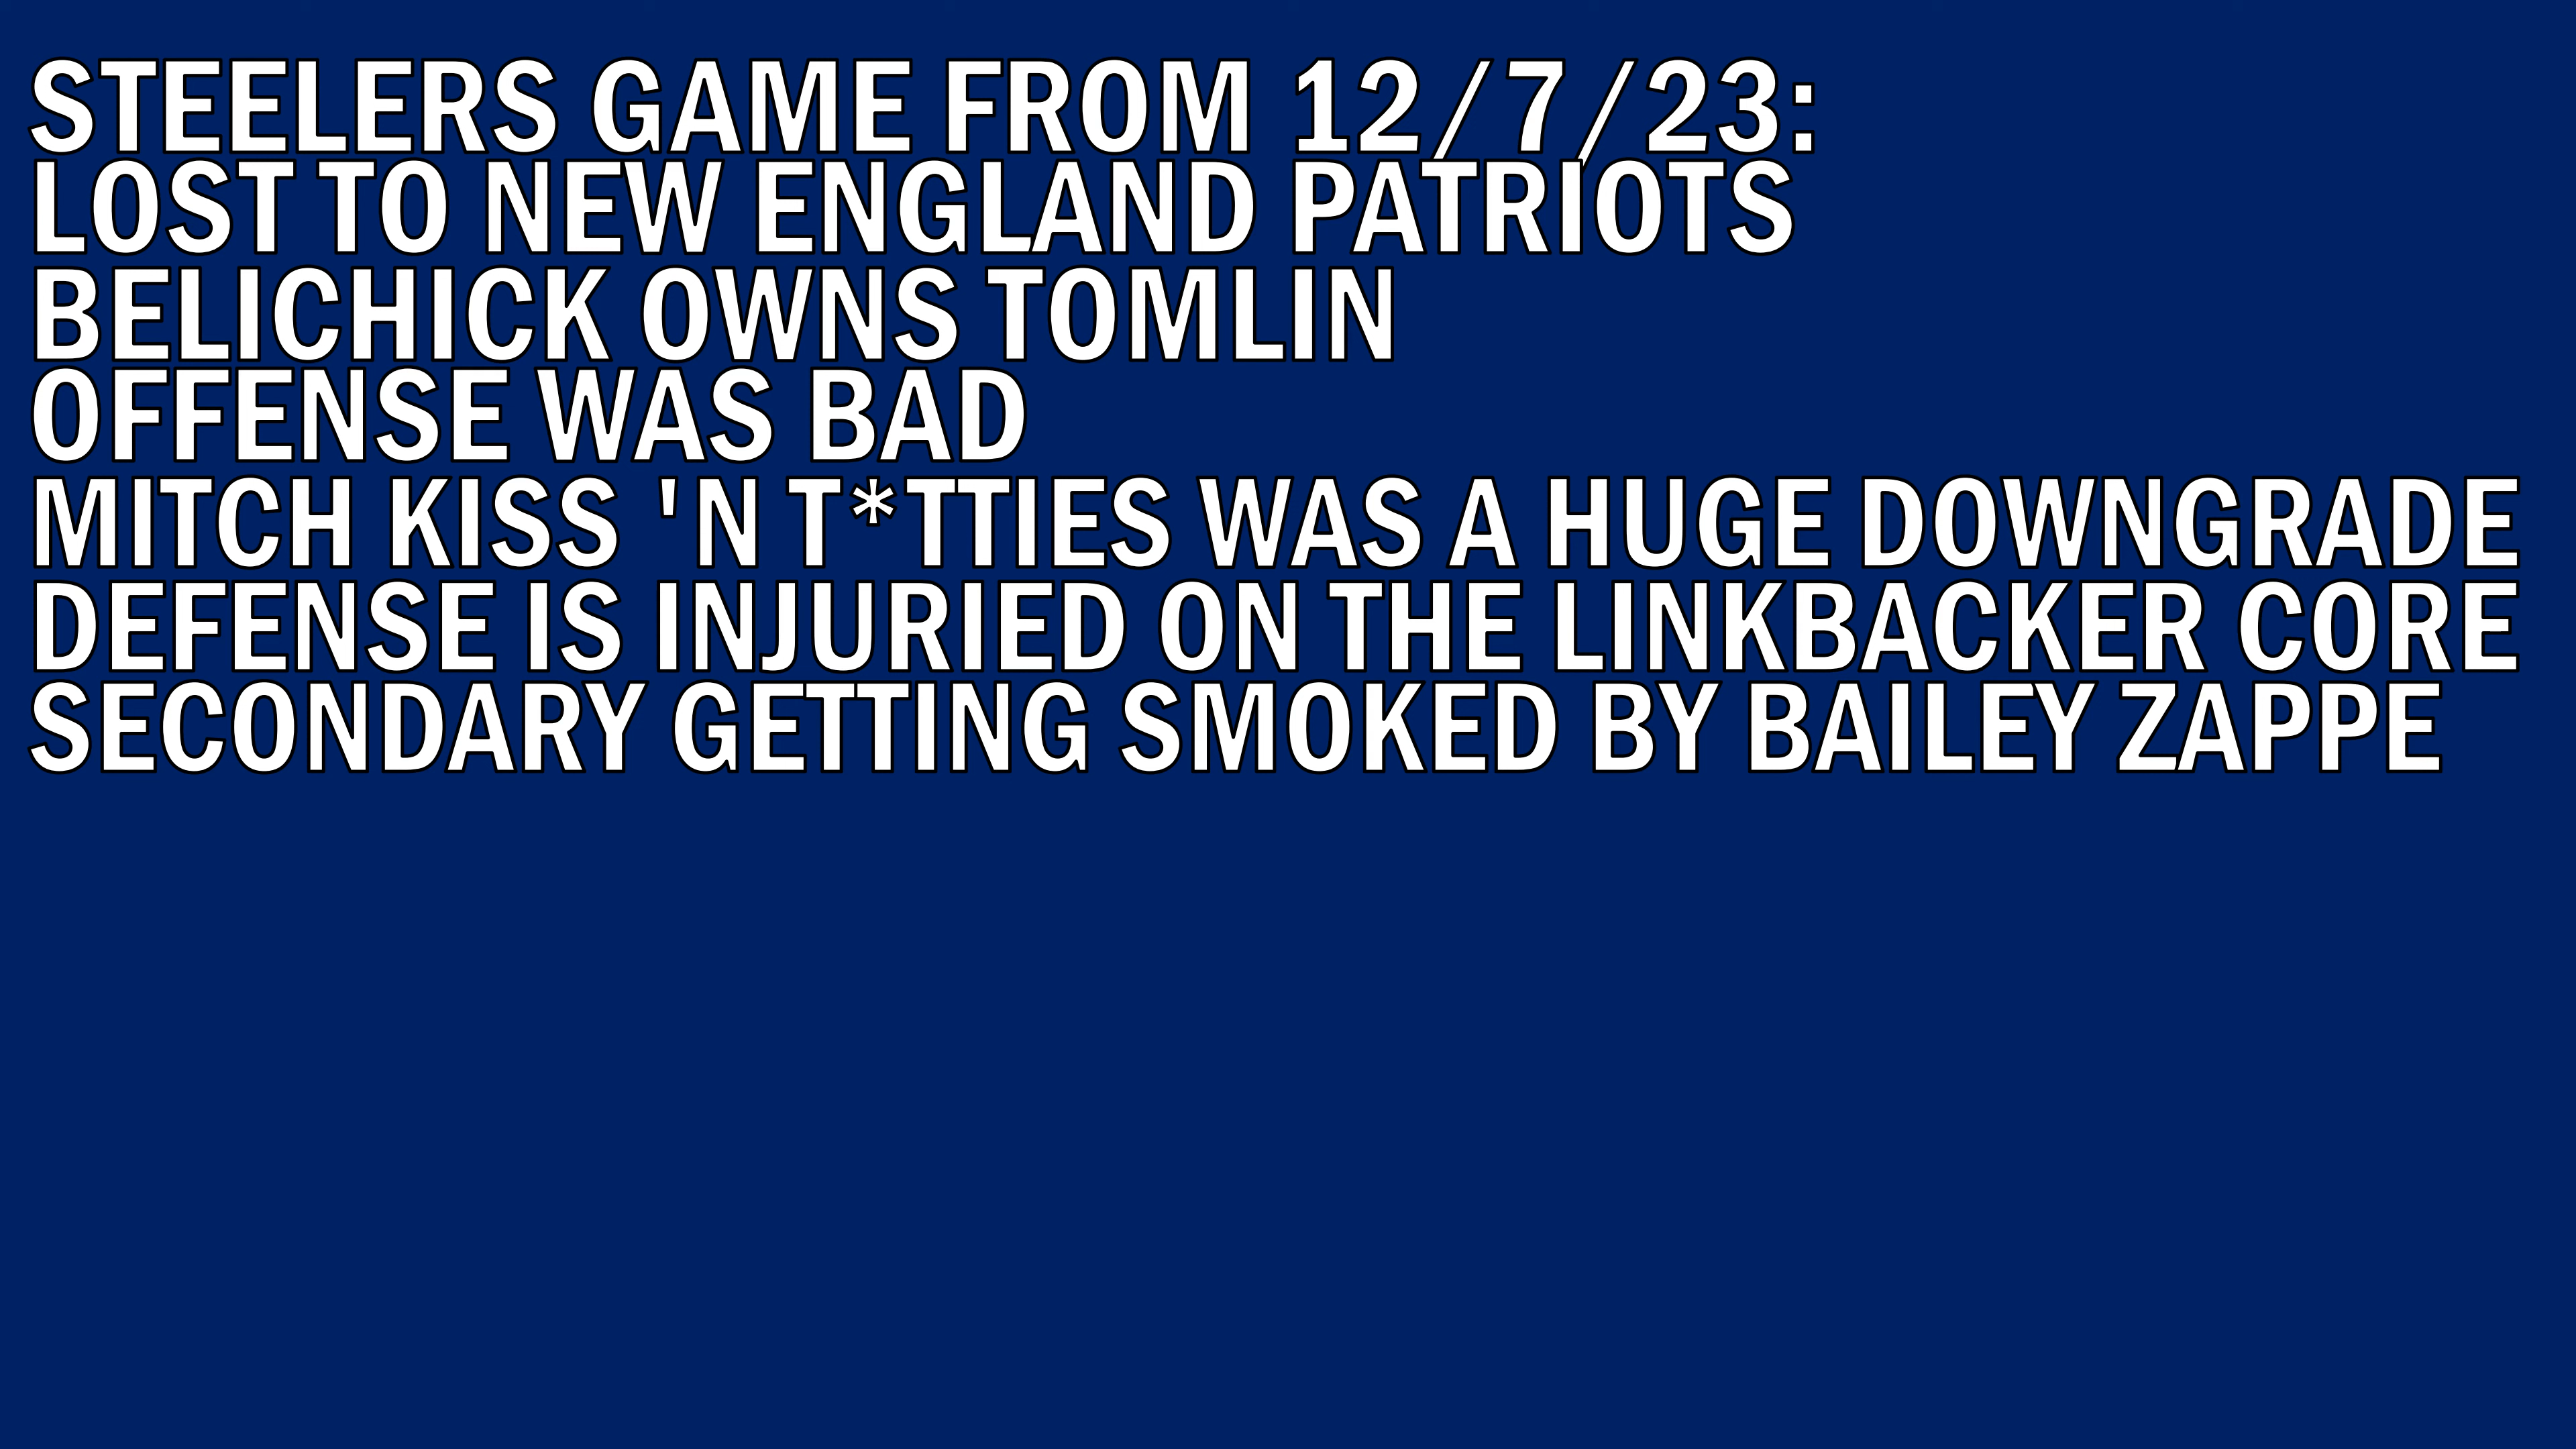 STEELERS GAME FROM 12/7/23:
LOST TO NEW ENGLAND PATRIOTS
BELICHICK OWNS TOMLIN
OFFENSE WAS BAD
MITCH KISS 'N T*TTIES WAS A HUGE DOWNGRADE
DEFENSE IS INJURIED ON THE LINKBACKER CORE
SECONDARY GETTING SMOKED BY BAILEY ZAPPE